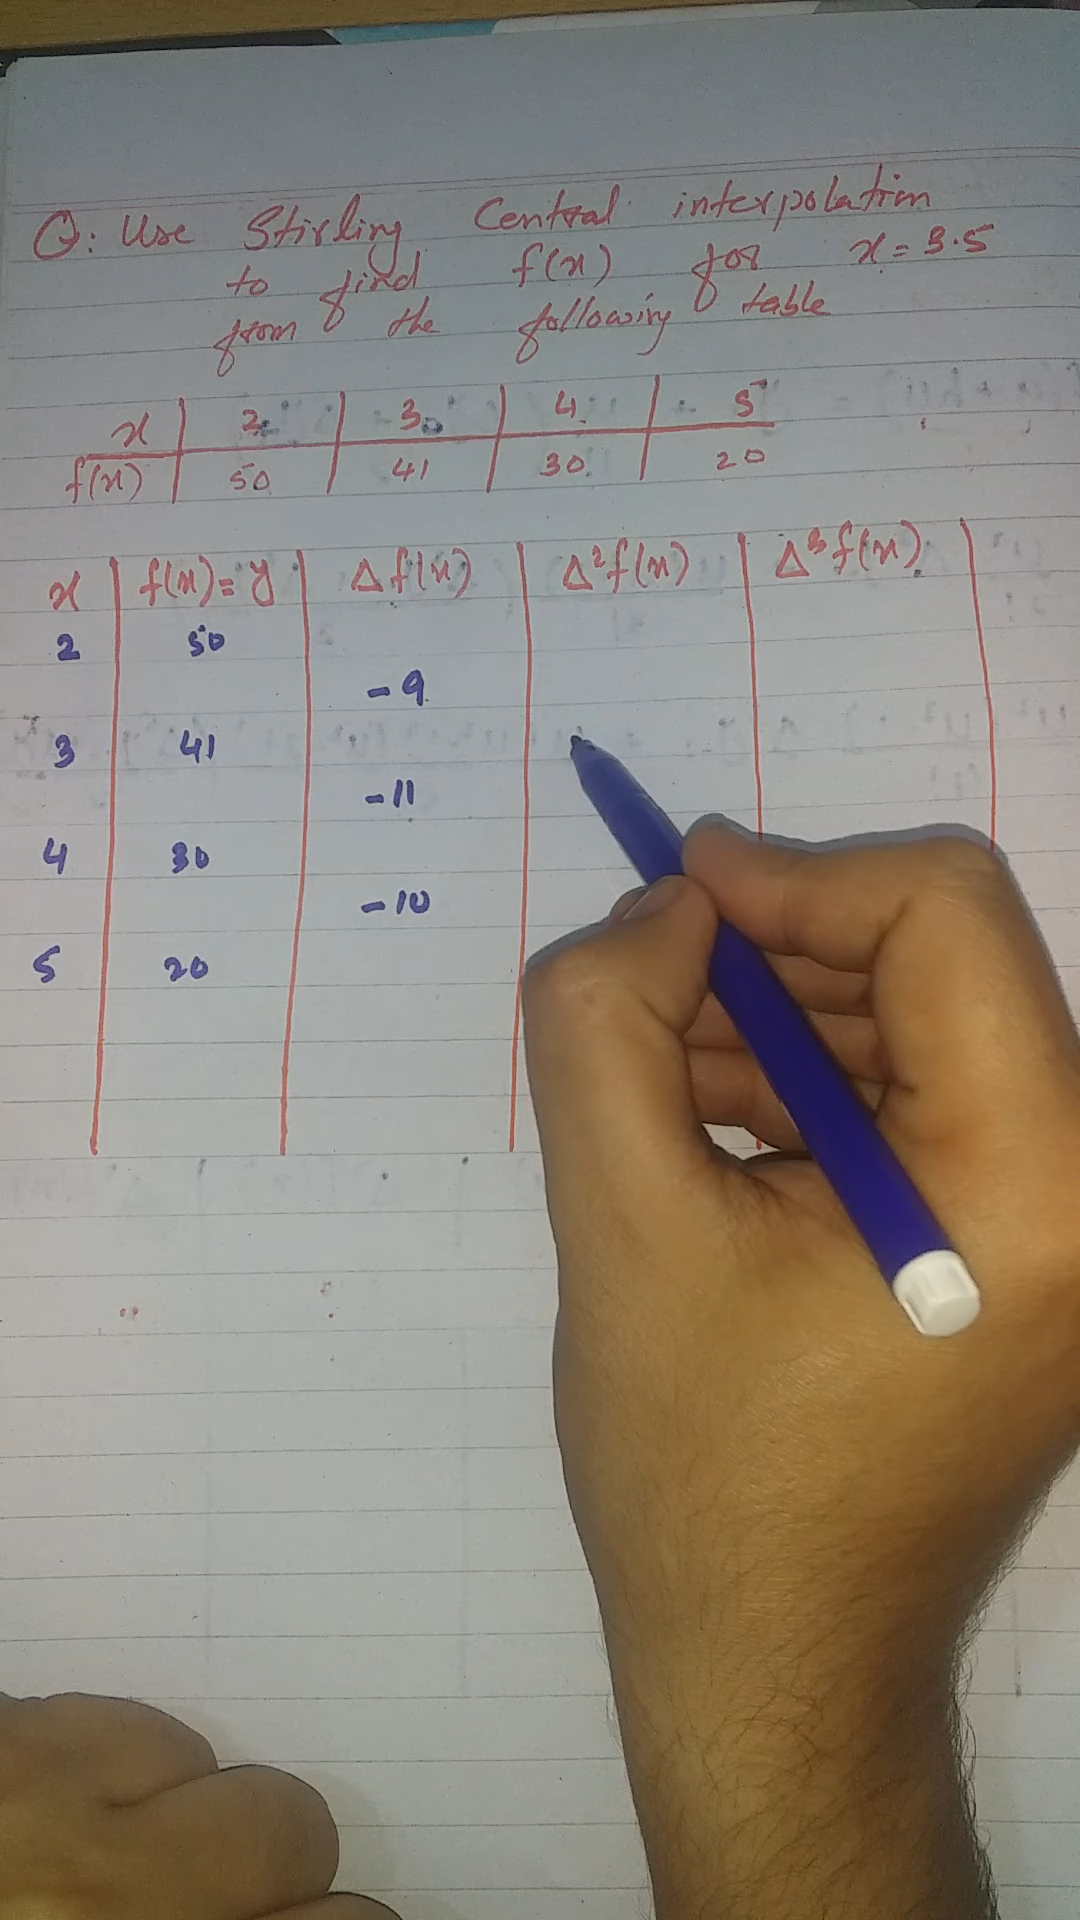 Q: Use Stirling Central interpolation
to find f(x) for x = 3.5
from the following table
x 2 3 4 5
f(x) 50 41 30 20
x f(x)=y Δf(x) Δ²f(x) Δ³f(x)
2 50
-9
3 41
-11
4 30
-10
5 20